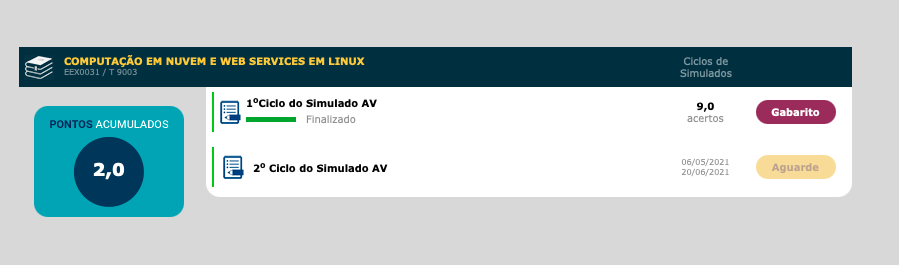 COMPUTAÇÃO EM NUVEM E WEB SERVICES EM LINUX
EEX0031 / T 9003
Ciclos de
Simulados
PONTOS ACUMULADOS
2,0
1ºCiclo do Simulado AV
Finalizado
9,0
acertos
Gabarito
2º Ciclo do Simulado AV
06/05/2021
20/06/2021
Aguarde